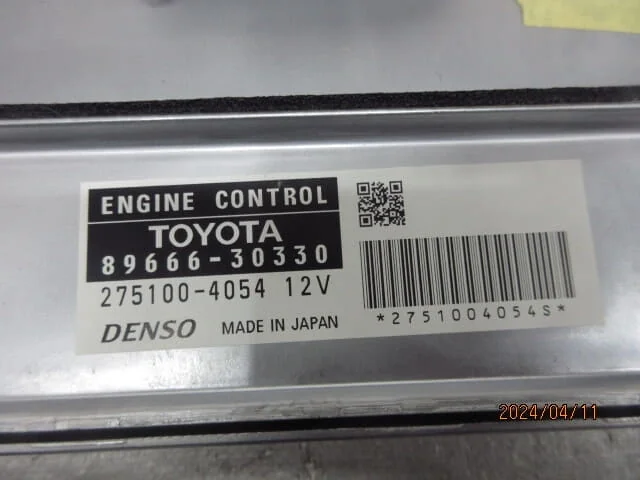 ENGINE CONTROL
TOYOTA
89666-30330
275100-4054 12V
DENSO MADE IN JAPAN
*2751004054S*
2024/04/11